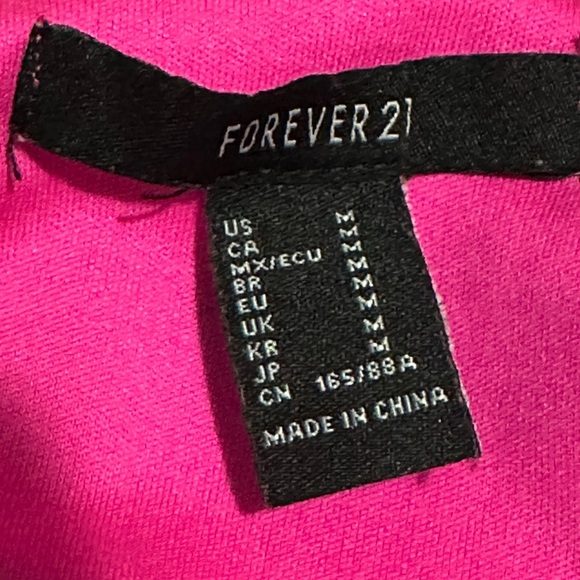 FOREVER 21
US M
CA M
MX/ECU M
BR M
EU M
UK M
KR M
JP M
CN 165/88A
MADE IN CHINA